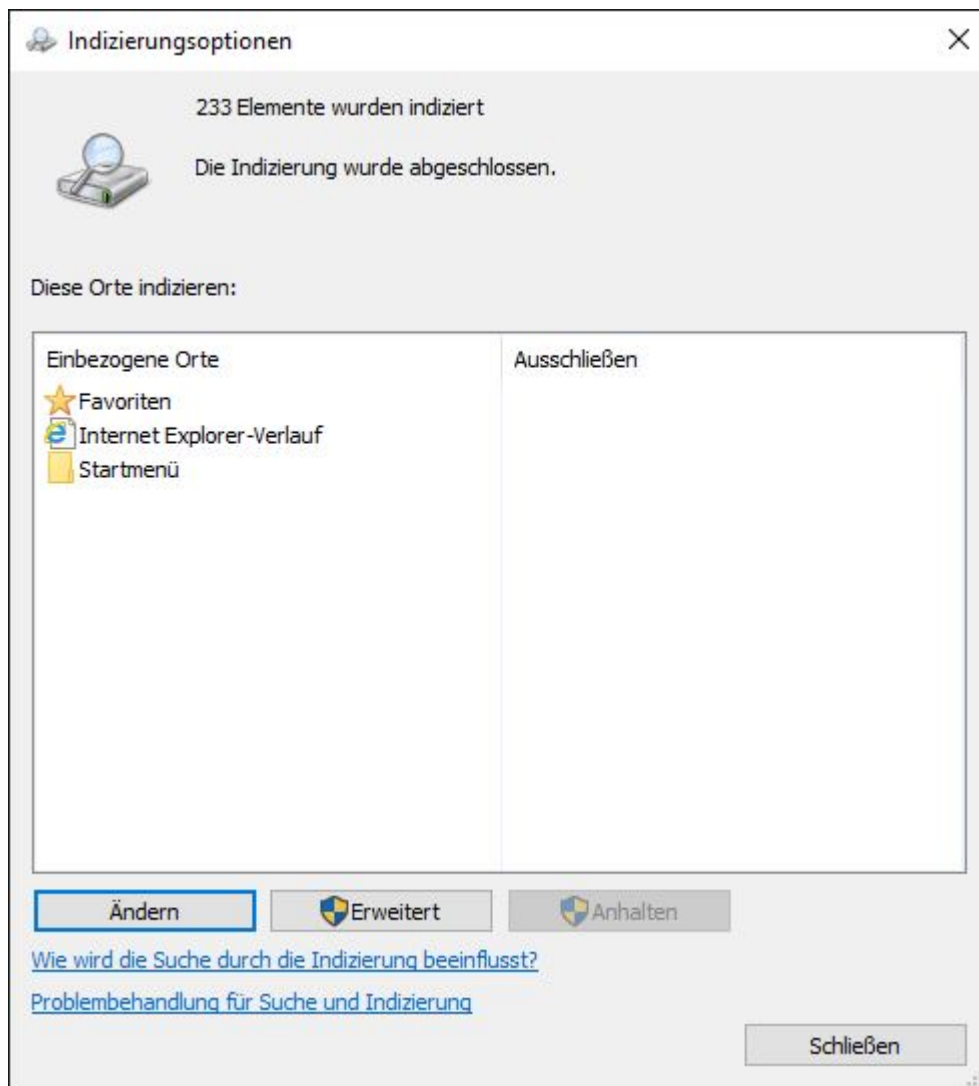 Indizierungsoptionen
233 Elemente wurden indiziert
Die Indizierung wurde abgeschlossen.
Diese Orte indizieren:
Einbezogene Orte
Ausschließen
Favoriten
Internet Explorer-Verlauf
Startmenü
Ändern
Erweitert
Anhalten
Wie wird die Suche durch die Indizierung beeinflusst?
Problembehandlung für Suche und Indizierung
Schließen